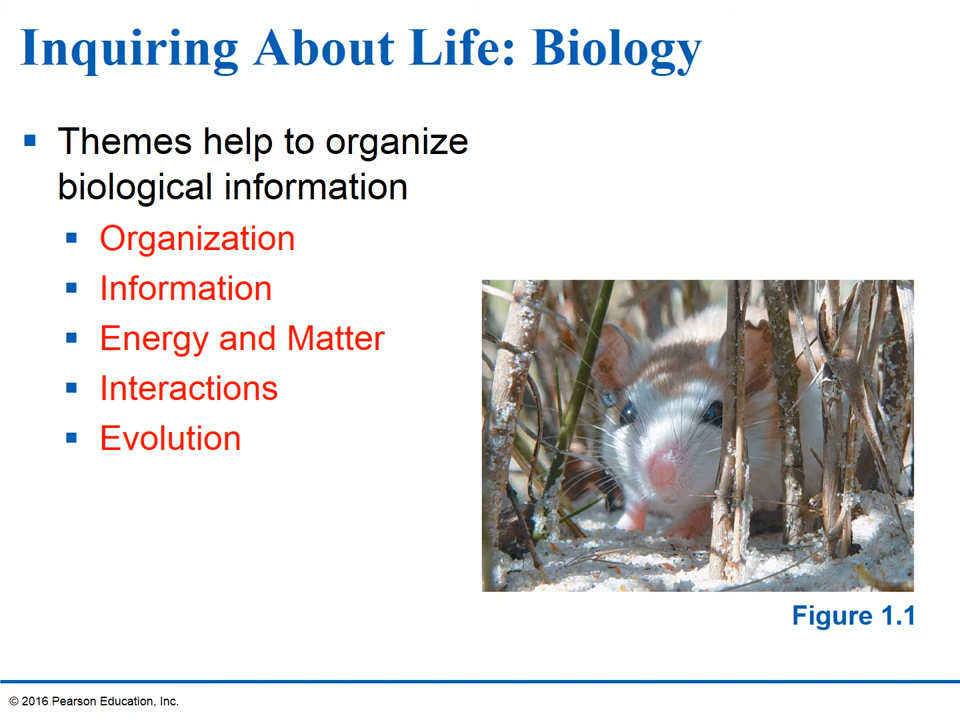 Inquiring About Life: Biology
▪ Themes help to organize
biological information
▪ Organization
▪ Information
▪ Energy and Matter
▪ Interactions
▪ Evolution
Figure 1.1
© 2016 Pearson Education, Inc.